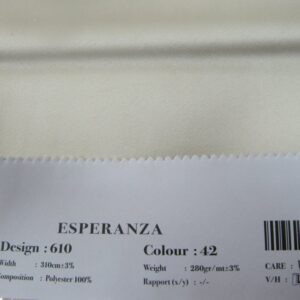 ESPERANZA
Design : 610 Colour : 42
Width : 310cm±3% Weight : 280gr/mt±3% CARE :
Composition : Polyester 100% Rapport (x/y) : -/- V/H :